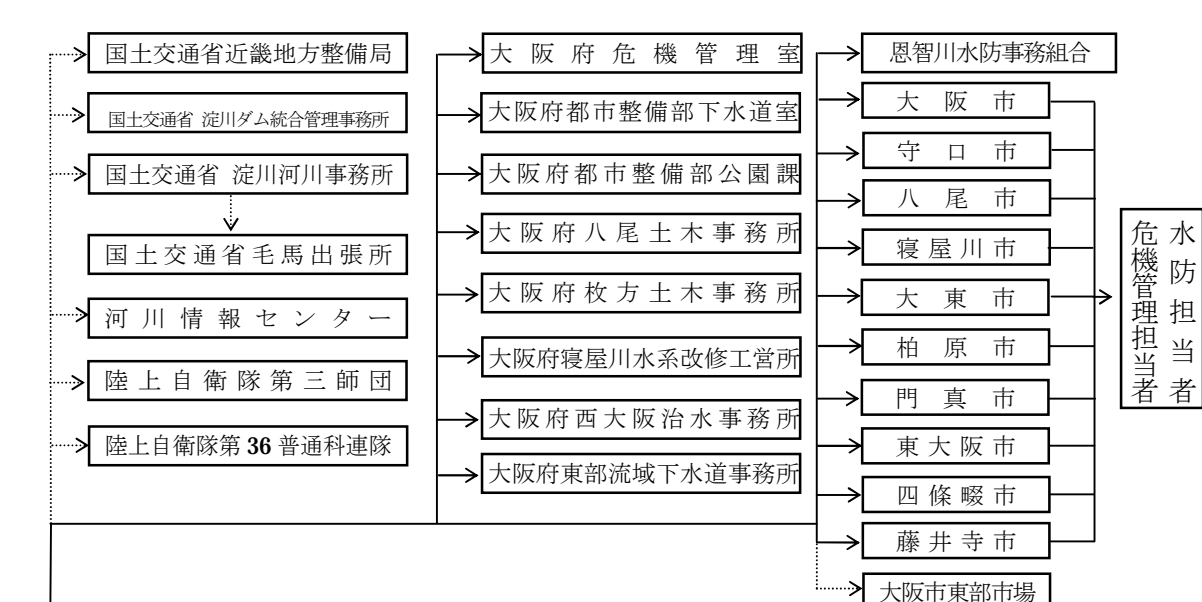 国土交通省近畿地方整備局
国土交通省 淀川ダム統合管理事務所
国土交通省 淀川河川事務所
国土交通省毛馬出張所
河川情報センター
陸上自衛隊第三師団
陸上自衛隊第 36 普通科連隊
大阪府危機管理室
大阪府都市整備部下水道室
大阪府都市整備部公園課
大阪府八尾土木事務所
大阪府枚方土木事務所
大阪府寝屋川水系改修工営所
大阪府西大阪治水事務所
大阪府東部流域下水道事務所
恩智川水防事務組合
大阪市
守口市
八尾市
寝屋川市
大東市
柏原市
門真市
東大阪市
四條畷市
藤井寺市
大阪市東部市場
水防担当者
危機管理担当者